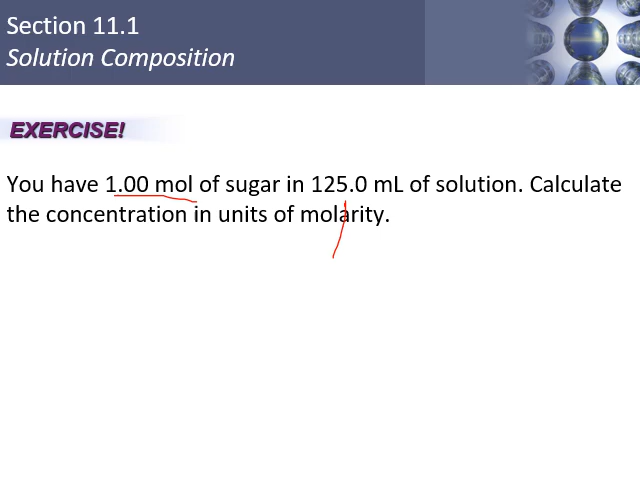 Section 11.1
Solution Composition
EXERCISE!
You have 1.00 mol of sugar in 125.0 mL of solution. Calculate
the concentration in units of molarity.